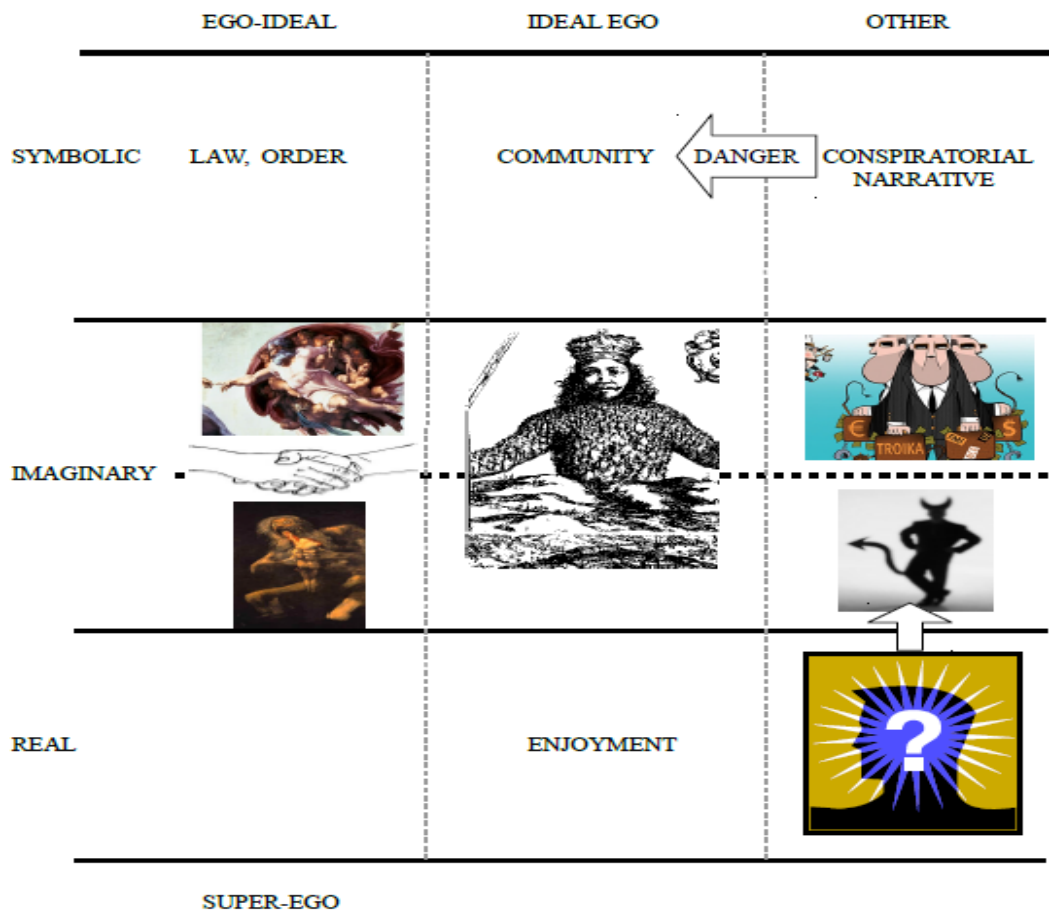 EGO-IDEAL IDEAL EGO OTHER
SYMBOLIC LAW, ORDER COMMUNITY DANGER CONSPIRATORIAL
NARRATIVE
€ TROIKA $
IMAGINARY
?
REAL ENJOYMENT
SUPER-EGO